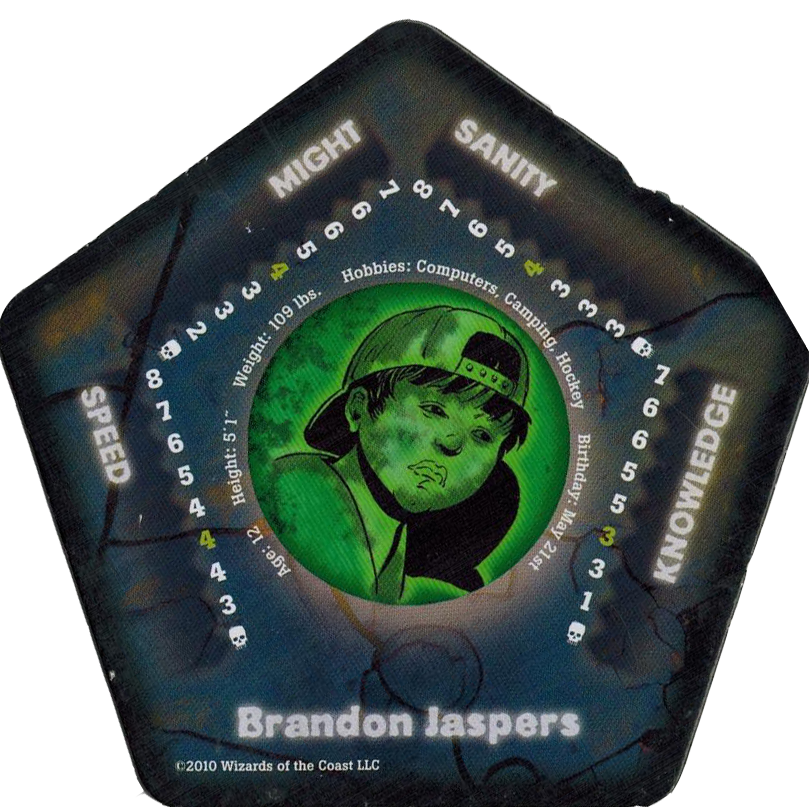 MIGHT
2 3 3 4 5 6 6 7
SANITY
8 7 6 5 4 3 3 3
SPEED
8 7 6 5 4 4 4 3
KNOWLEDGE
7 6 6 5 5 3 3 1
Age: 12
Height: 5'1"
Weight: 109 lbs.
Hobbies: Computers, Camping, Hockey
Birthday: May 21st
Brandon Jaspers
©2010 Wizards of the Coast LLC